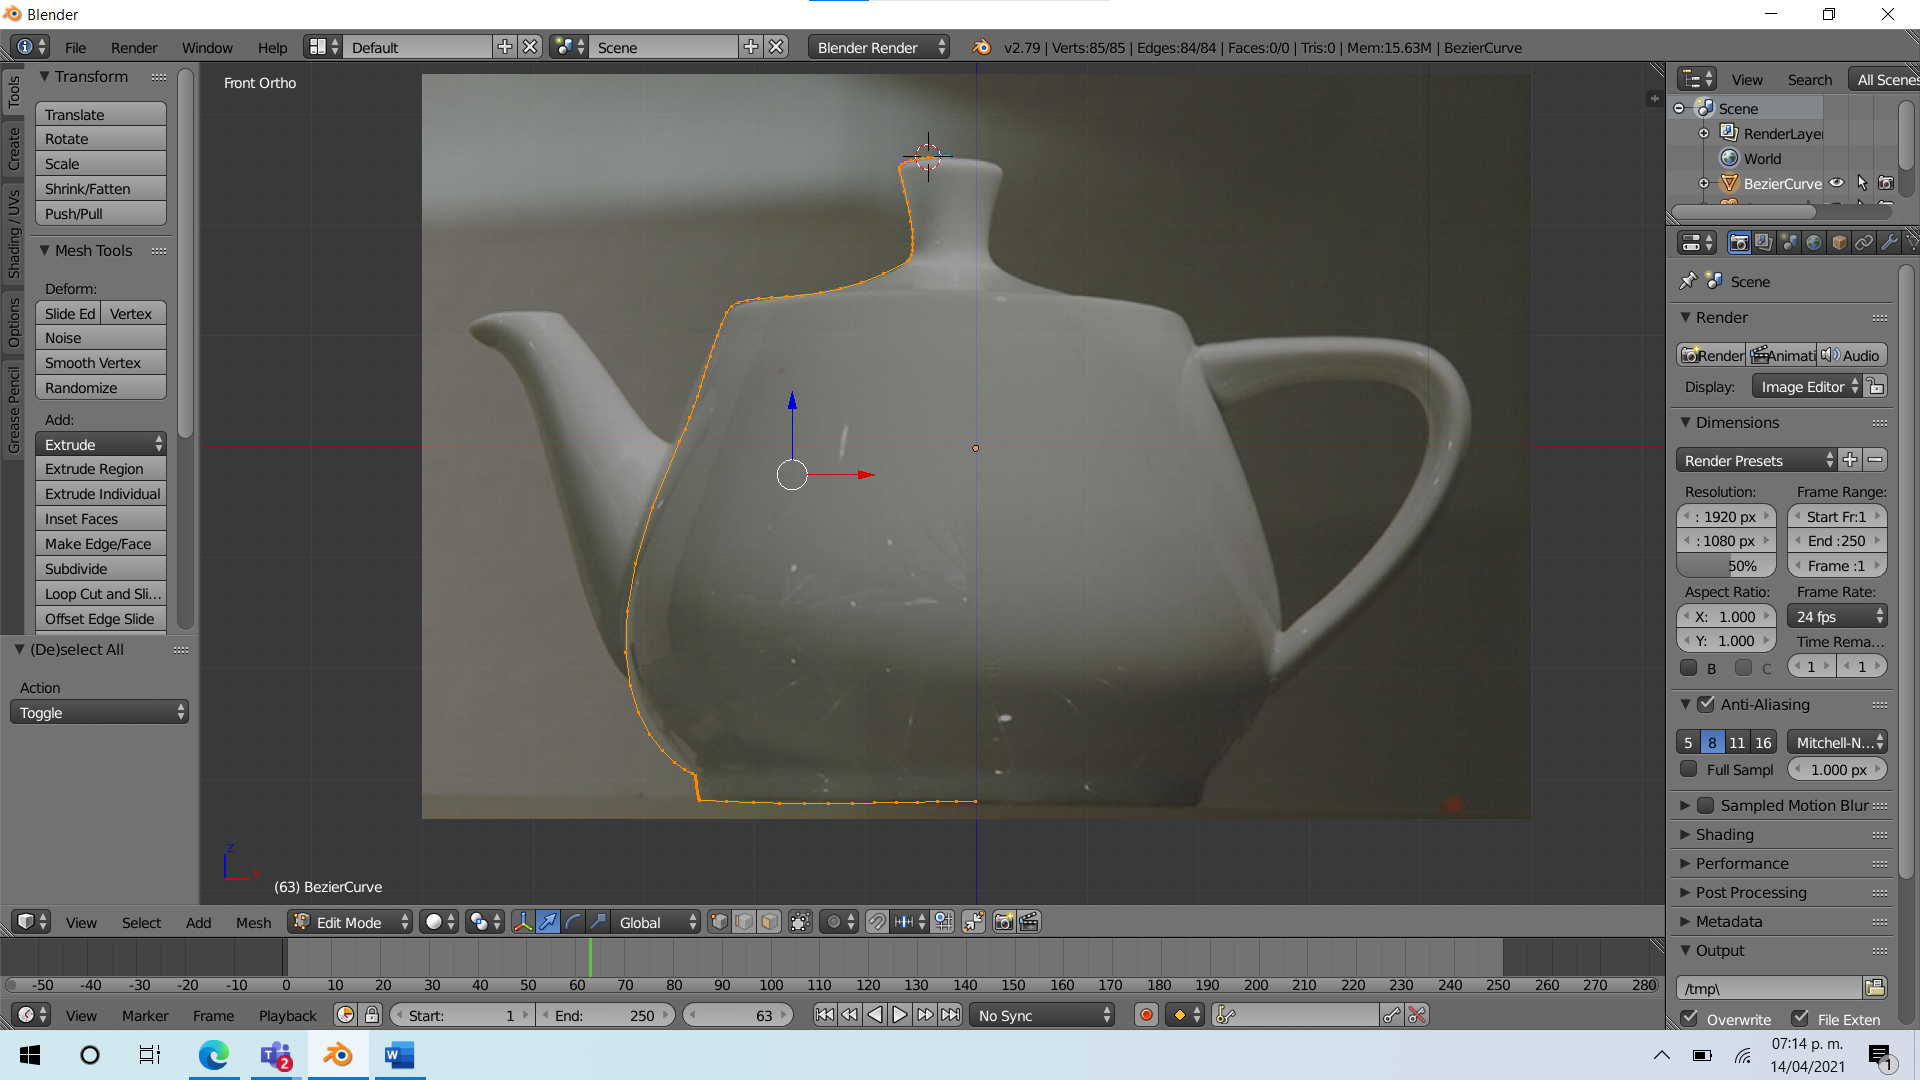 Blender
File Render Window Help Default Scene Blender Render v2.79 | Verts:85/85 | Edges:84/84 | Faces:0/0 | Tris:0 | Mem:15.63M | BezierCurve
Tools
Create
Shading / UVs
Options
Grease Pencil
Transform
Translate
Rotate
Scale
Shrink/Fatten
Push/Pull
Mesh Tools
Deform:
Slide Ed Vertex
Noise
Smooth Vertex
Randomize
Add:
Extrude
Extrude Region
Extrude Individual
Inset Faces
Make Edge/Face
Subdivide
Loop Cut and Sli...
Offset Edge Slide
(De)select All
Action
Toggle
Front Ortho
z
x
(63) BezierCurve
View Search All Scenes
Scene
RenderLayer
World
BezierCurve
Scene
Render
Render Animati Audio
Display: Image Editor
Dimensions
Render Presets
Resolution: Frame Range:
: 1920 px Start Fr:1
: 1080 px End :250
50% Frame :1
Aspect Ratio: Frame Rate:
X: 1.000 24 fps
Y: 1.000 Time Rema...
B C 1 1
Anti-Aliasing
5 8 11 16 Mitchell-N...
Full Sampl 1.000 px
Sampled Motion Blur
Shading
Performance
Post Processing
Metadata
Output
/tmp\
Overwrite File Exten
View Select Add Mesh Edit Mode Global
-50 -40 -30 -20 -10 0 10 20 30 40 50 60 70 80 90 100 110 120 130 140 150 160 170 180 190 200 210 220 230 240 250 260 270 280
View Marker Frame Playback Start: 1 End: 250 63 No Sync
T 2 W
07:14 p. m.
14/04/2021
1